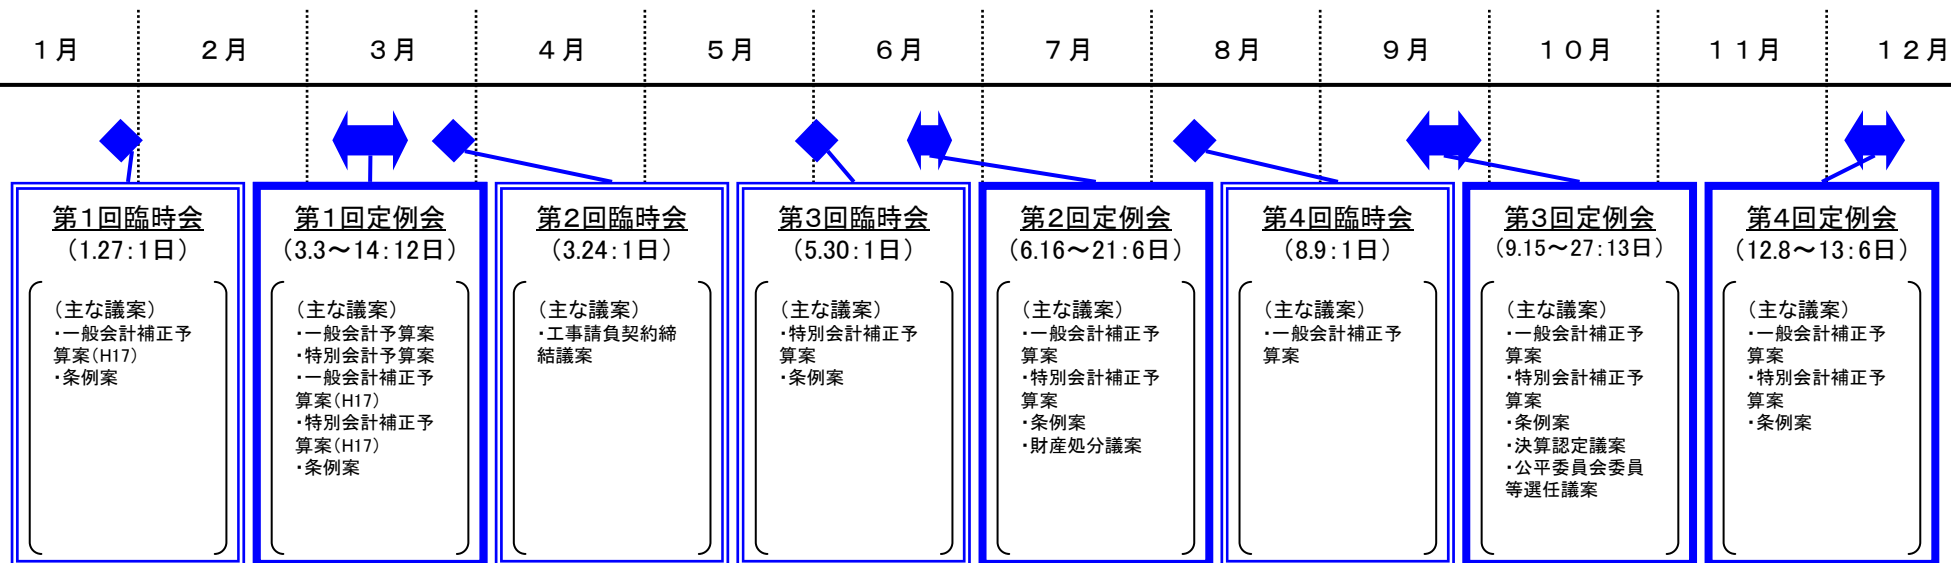 1月 2月 3月 4月 5月 6月 7月 8月 9月 10月 11月 12月
第1回臨時会
(1.27:1日)
(主な議案)
・一般会計補正予
算案(H17)
・条例案
第1回定例会
(3.3～14:12日)
(主な議案)
・一般会計予算案
・特別会計予算案
・一般会計補正予
算案(H17)
・特別会計補正予
算案(H17)
・条例案
第2回臨時会
(3.24:1日)
(主な議案)
・工事請負契約締
結議案
第3回臨時会
(5.30:1日)
(主な議案)
・特別会計補正予
算案
・条例案
第2回定例会
(6.16～21:6日)
(主な議案)
・一般会計補正予
算案
・特別会計補正予
算案
・条例案
・財産処分議案
第4回臨時会
(8.9:1日)
(主な議案)
・一般会計補正予
算案
第3回定例会
(9.15～27:13日)
(主な議案)
・一般会計補正予
算案
・特別会計補正予
算案
・条例案
・決算認定議案
・公平委員会委員
等選任議案
第4回定例会
(12.8～13:6日)
(主な議案)
・一般会計補正予
算案
・特別会計補正予
算案
・条例案